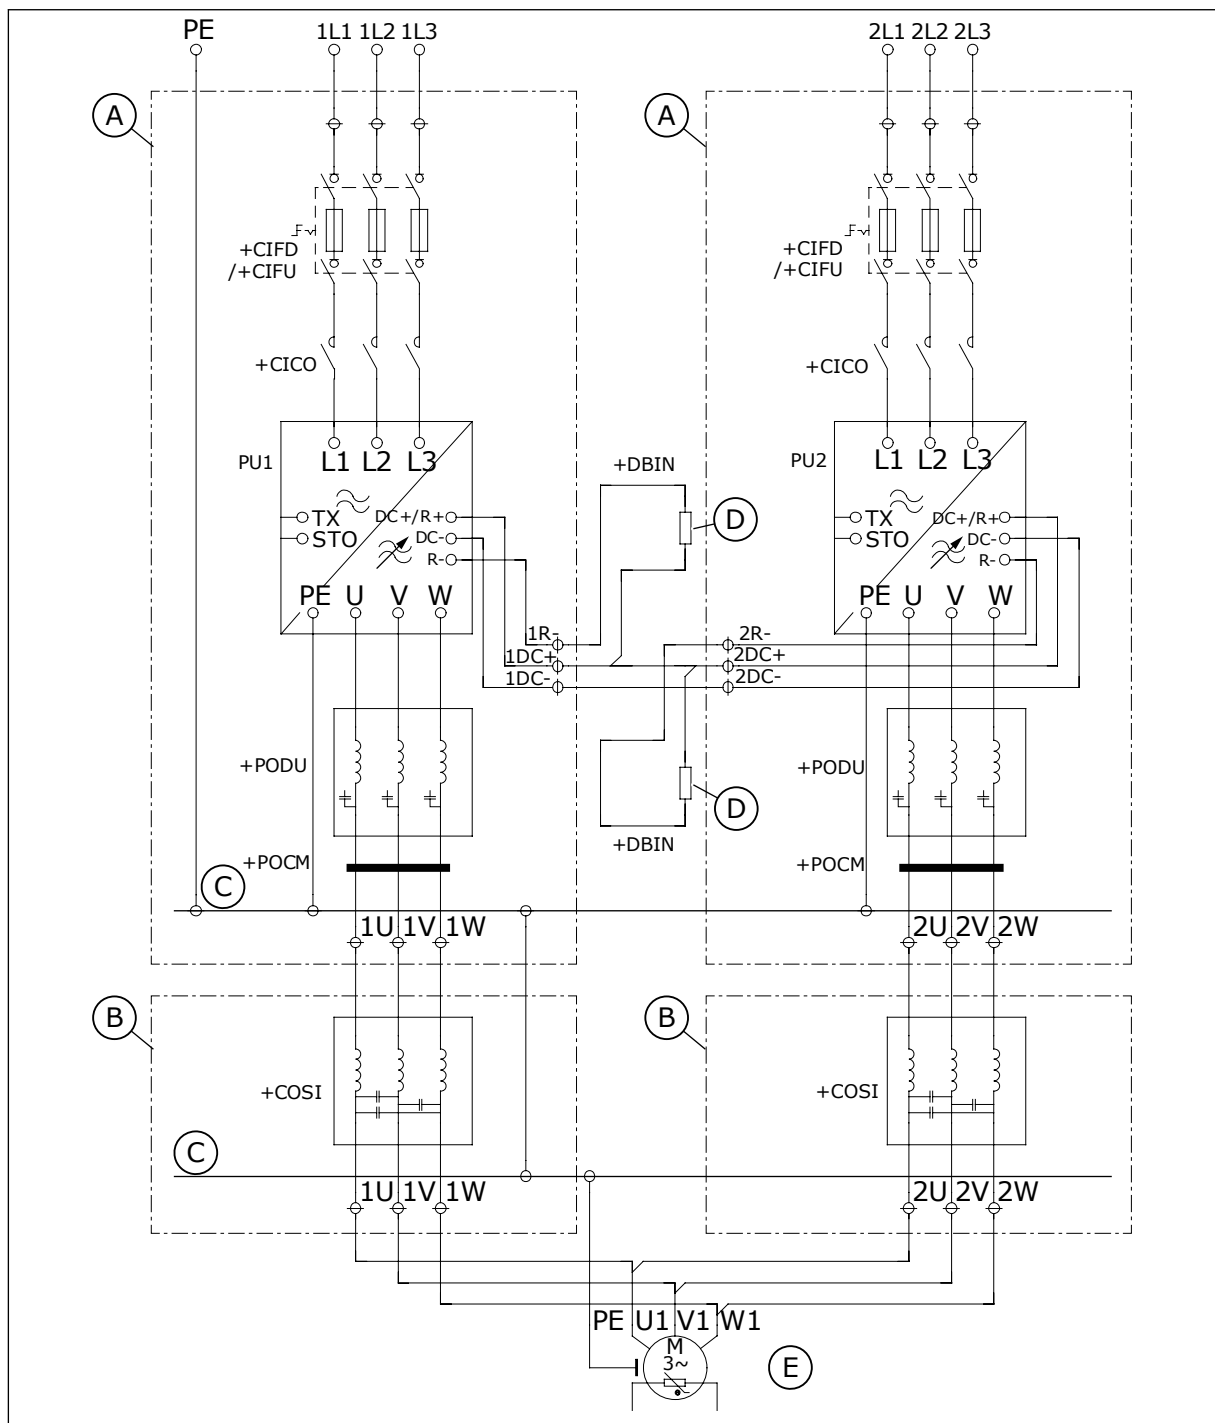 PE 1L1 1L2 1L3 2L1 2L2 2L3
A A
+CIFD
/+CIFU
+CIFD
/+CIFU
+CICO +CICO
PU1 L1 L2 L3
TX DC+/R+
STO DC-
R-
PE U V W
+DBIN
D
PU2 L1 L2 L3
TX DC+/R+
STO DC-
R-
PE U V W
1R- 2R-
1DC+ 2DC+
1DC- 2DC-
+PODU +PODU
D
+DBIN
+POCM +POCM
C
1U 1V 1W 2U 2V 2W
B B
+COSI +COSI
C
1U 1V 1W 2U 2V 2W
PE U1 V1 W1
M
3~
E